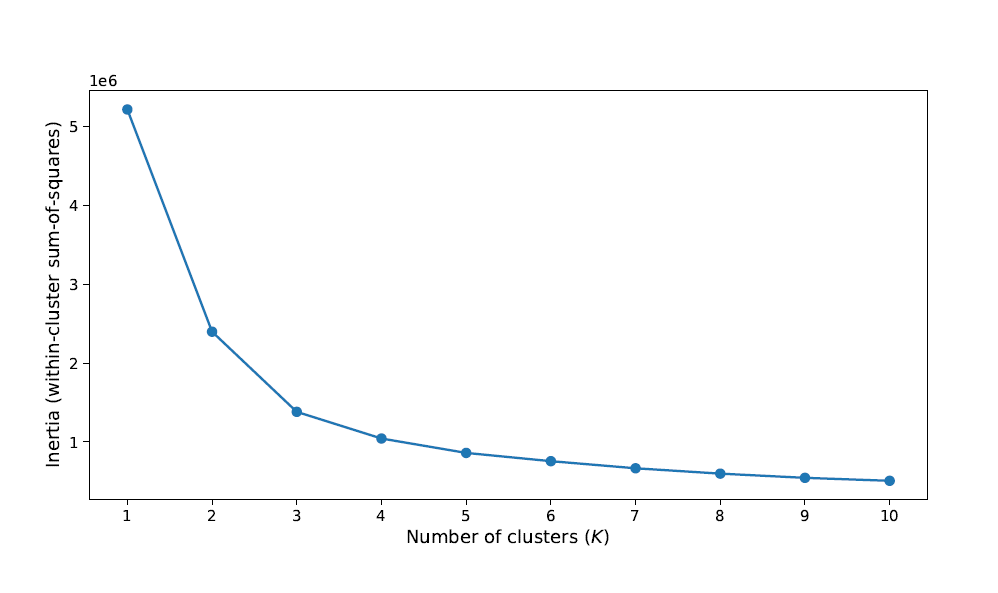 1e6
Inertia (within-cluster sum-of-squares)
5
4
3
2
1
1 2 3 4 5 6 7 8 9 10
Number of clusters (K)